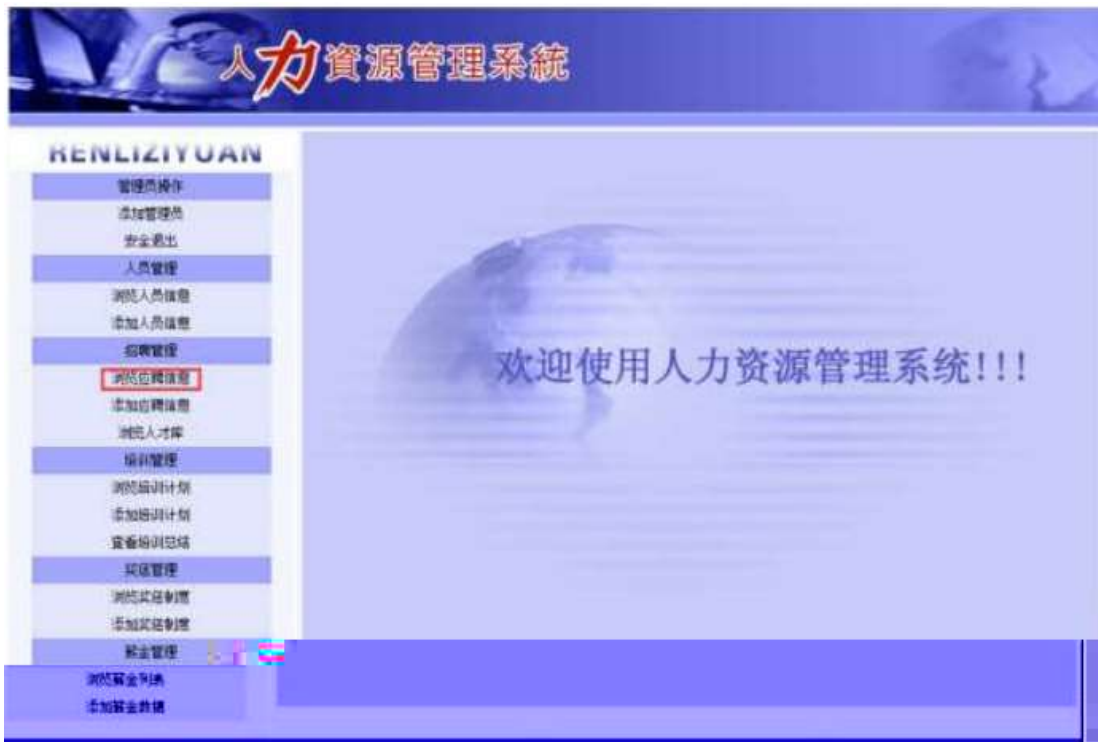 人力資源管理系統
RENLIZIYUAN
管理员操作
添加管理员
安全退出
人员管理
浏览人员信息
添加人员信息
招聘管理
浏览应聘信息
添加应聘信息
浏览人才库
欢迎使用人力资源管理系统!!!
培训管理
浏览培训计划
添加培训计划
查看培训总结
奖惩管理
浏览奖惩制度
添加奖惩制度
薪金管理
浏览薪金列表
添加薪金数据